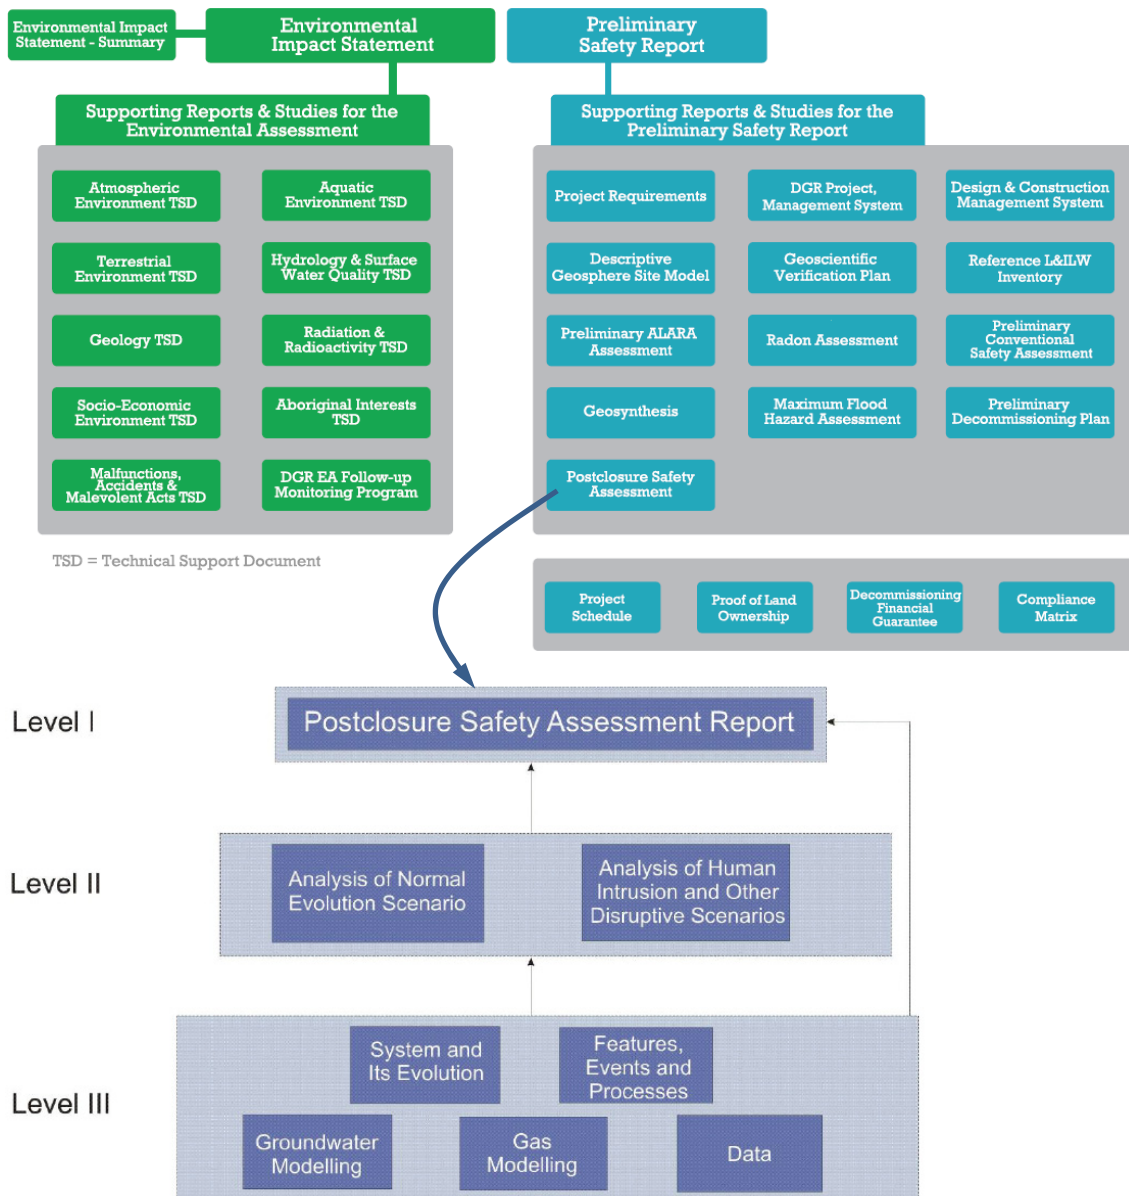 Environmental Impact
Statement - Summary
Environmental
Impact Statement
Preliminary
Safety Report
Supporting Reports & Studies for the
Environmental Assessment
Supporting Reports & Studies for the
Preliminary Safety Report
Atmospheric
Environment TSD
Aquatic
Environment TSD
Terrestrial
Environment TSD
Hydrology & Surface
Water Quality TSD
Geology TSD
Radiation &
Radioactivity TSD
Socio-Economic
Environment TSD
Aboriginal Interests
TSD
Malfunctions,
Accidents &
Malevolent Acts TSD
DGR EA Follow-up
Monitoring Program
TSD = Technical Support Document
Project Requirements
DGR Project,
Management System
Design & Construction
Management System
Descriptive
Geosphere Site Model
Geoscientific
Verification Plan
Reference L&ILW
Inventory
Preliminary ALARA
Assessment
Radon Assessment
Preliminary
Conventional
Safety Assessment
Geosynthesis
Maximum Flood
Hazard Assessment
Preliminary
Decommissioning Plan
Postclosure Safety
Assessment
Project
Schedule
Proof of Land
Ownership
Decommissioning
Financial
Guarantee
Compliance
Matrix
Level I
Postclosure Safety Assessment Report
Level II
Analysis of Normal
Evolution Scenario
Analysis of Human
Intrusion and Other
Disruptive Scenarios
Level III
System and
Its Evolution
Features,
Events and
Processes
Groundwater
Modelling
Gas
Modelling
Data